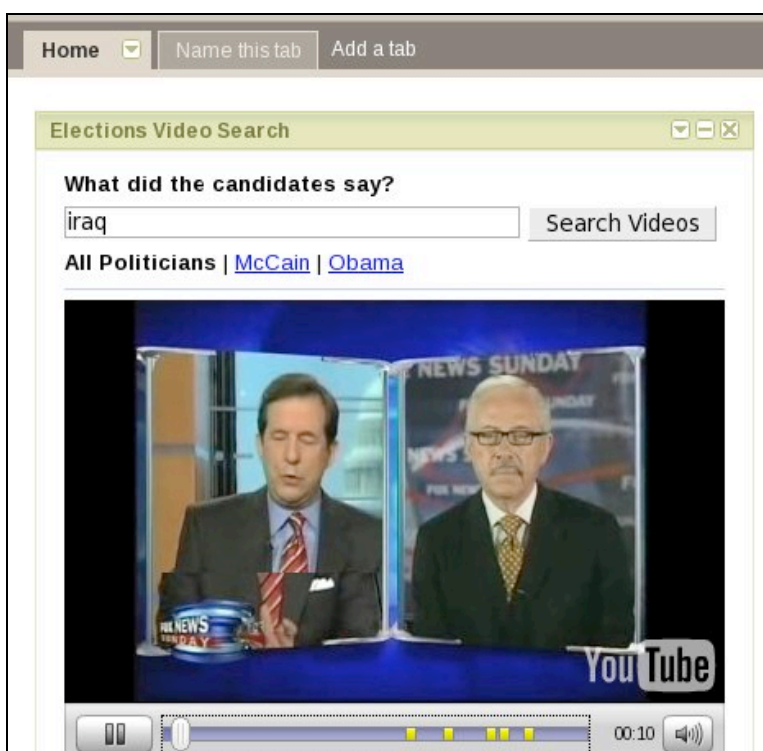 Home Name this tab Add a tab
Elections Video Search
What did the candidates say?
iraq Search Videos
All Politicians | McCain | Obama
NEWS SUNDAY
FOX NEWS
SUNDAY
YouTube
00:10